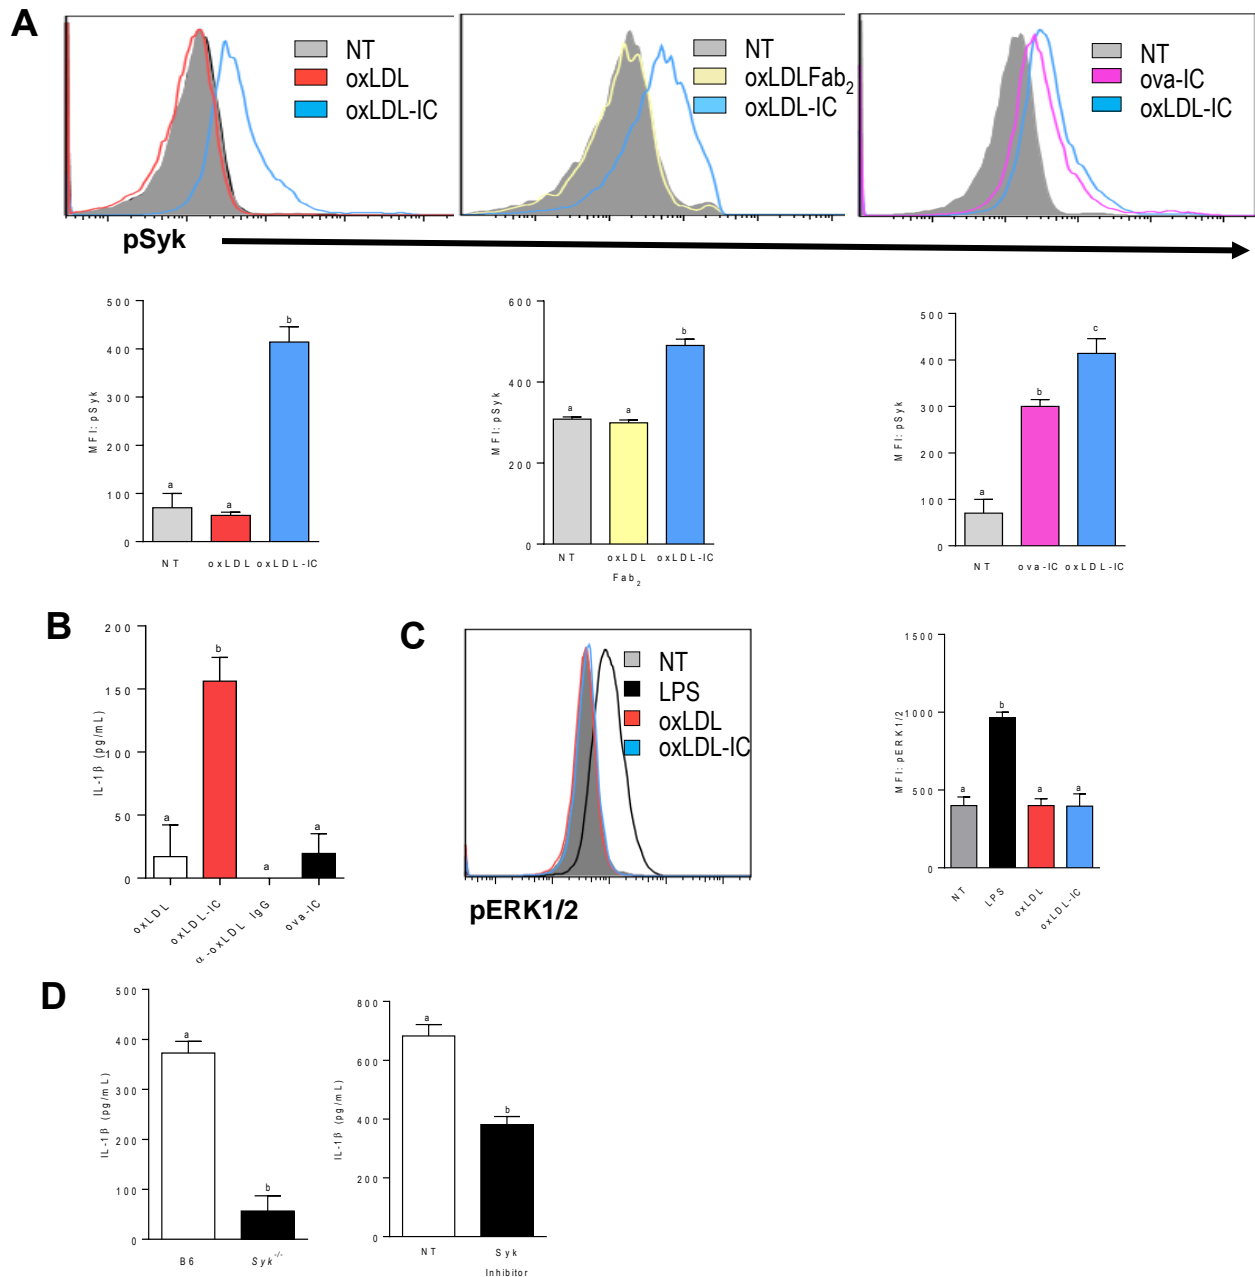 A
NT
oxLDL
oxLDL-IC
NT
oxLDLFab2
oxLDL-IC
NT
ova-IC
oxLDL-IC
pSyk
500
400
300
200
100
0
MFI: pSyk
a
a
b
NT oxLDL oxLDL-IC
600
400
200
0
MFI: pSyk
a
a
b
NT oxLDL oxLDL-IC
Fab2
500
400
300
200
100
0
MFI: pSyk
a
b
c
NT ova-IC oxLDL-IC
B
200
150
100
50
0
IL-1β (pg/mL)
a
b
a
a
oxLDL
oxLDL-IC
α-oxLDL IgG
ova-IC
C
NT
LPS
oxLDL
oxLDL-IC
pERK1/2
1500
1000
500
0
MFI: pERK1/2
a
b
a
a
NT
LPS
oxLDL
oxLDL-IC
D
500
400
300
200
100
0
IL-1β (pg/mL)
a
b
B6 Syk-/-
800
600
400
200
0
IL-1β (pg/mL)
a
b
NT Syk
Inhibitor